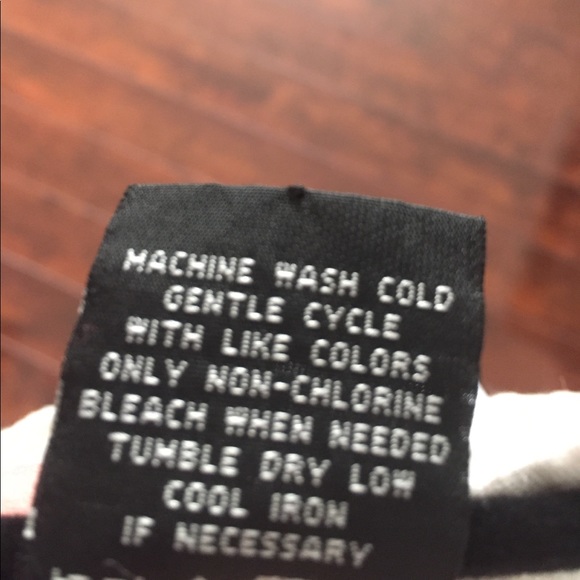 MACHINE WASH COLD
GENTLE CYCLE
WITH LIKE COLORS
ONLY NON-CHLORINE
BLEACH WHEN NEEDED
TUMBLE DRY LOW
COOL IRON
IF NECESSARY